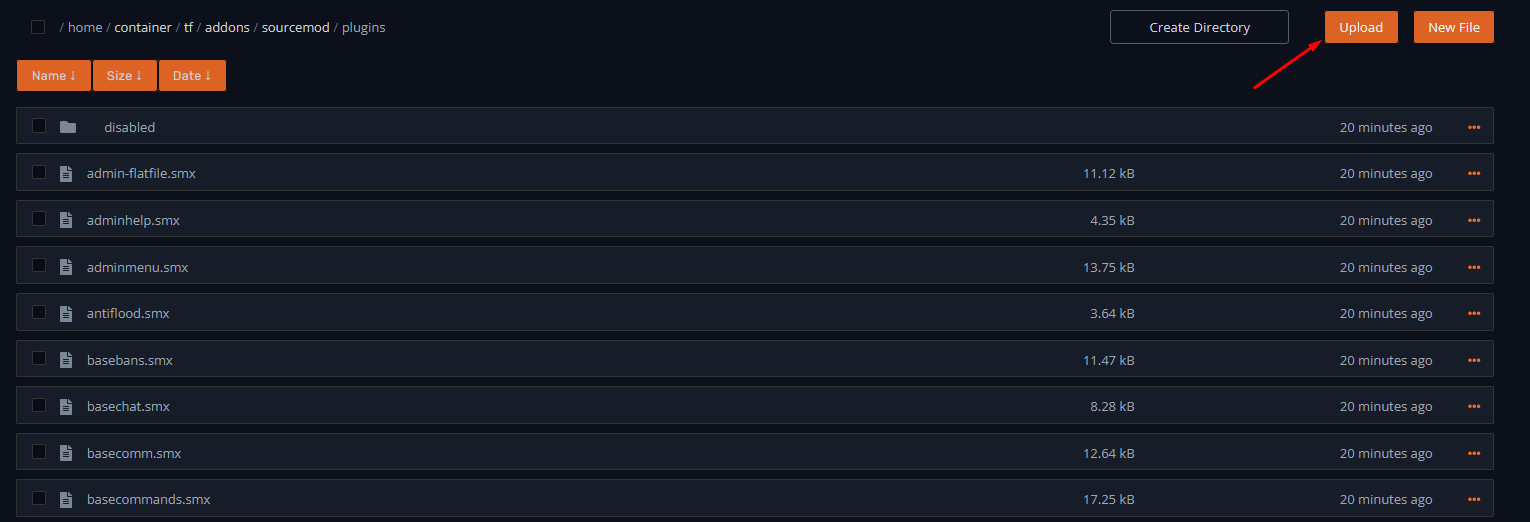 / home / container / tf / addons / sourcemod / plugins Create Directory Upload New File
Name ↓ Size ↓ Date ↓
disabled 20 minutes ago •••
admin-flatfile.smx 11.12 kB 20 minutes ago •••
adminhelp.smx 4.35 kB 20 minutes ago •••
adminmenu.smx 13.75 kB 20 minutes ago •••
antiflood.smx 3.64 kB 20 minutes ago •••
basebans.smx 11.47 kB 20 minutes ago •••
basechat.smx 8.28 kB 20 minutes ago •••
basecomm.smx 12.64 kB 20 minutes ago •••
basecommands.smx 17.25 kB 20 minutes ago •••